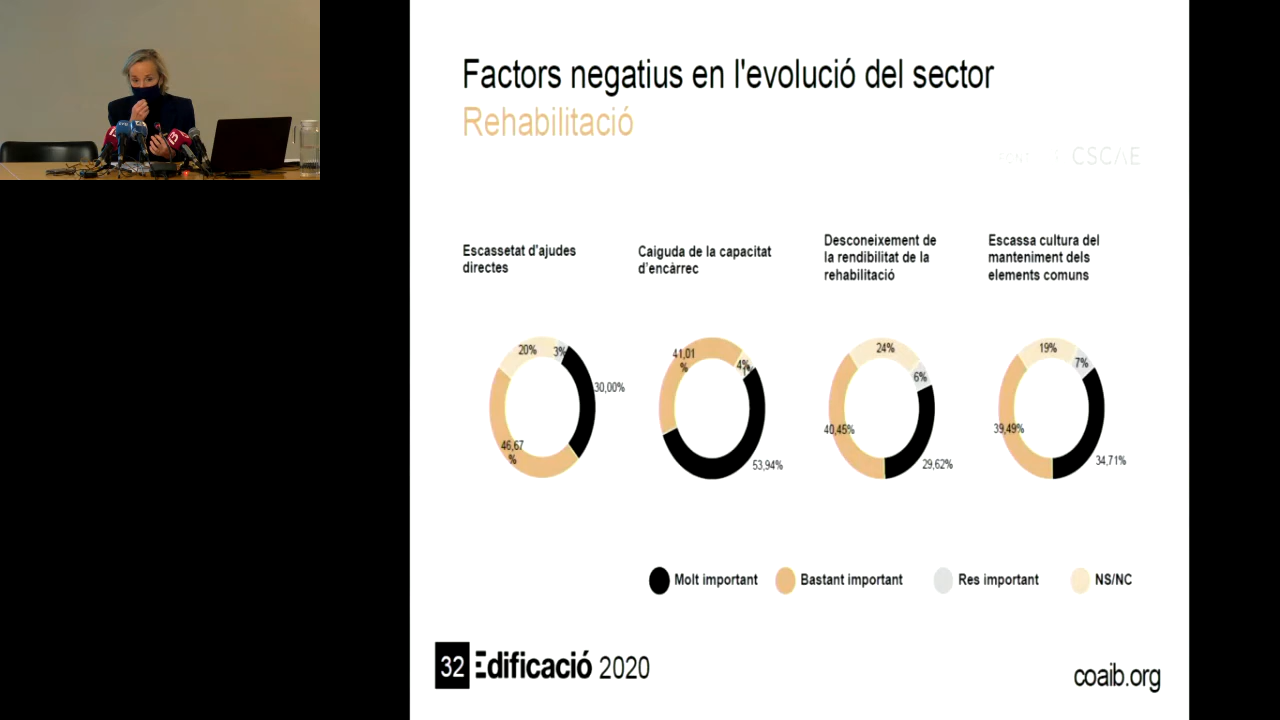 Factors negatius en l'evolució del sector
Rehabilitació
FONT
CSCAE
Escassetat d'ajudes
directes
Caiguda de la capacitat
d'encàrrec
Desconeixement de
la rendibilitat de la
rehabilitació
Escassa cultura del
manteniment dels
elements comuns
20%
3%
30,00%
46,67
%
41,01
%
4%
53,94%
24%
6%
40,45%
29,62%
19%
7%
39,49%
34,71%
Molt important
Bastant important
Res important
NS/NC
32 Edificació 2020
coaib.org